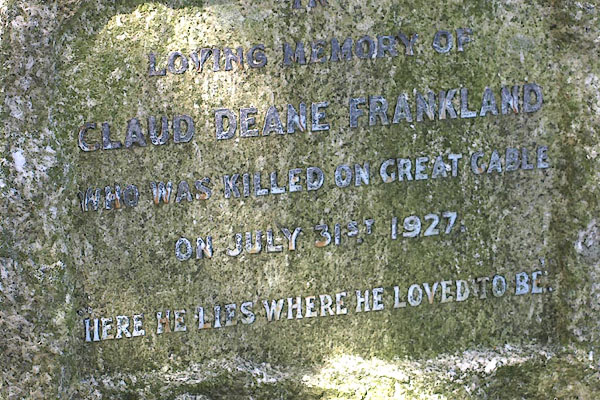 IN
LOVING MEMORY OF
CLAUD DEANE FRANKLAND
WHO WAS KILLED ON GREAT GABLE
ON JULY 31ST 1927.
"HERE HE LIES WHERE HE LOVED TO BE."